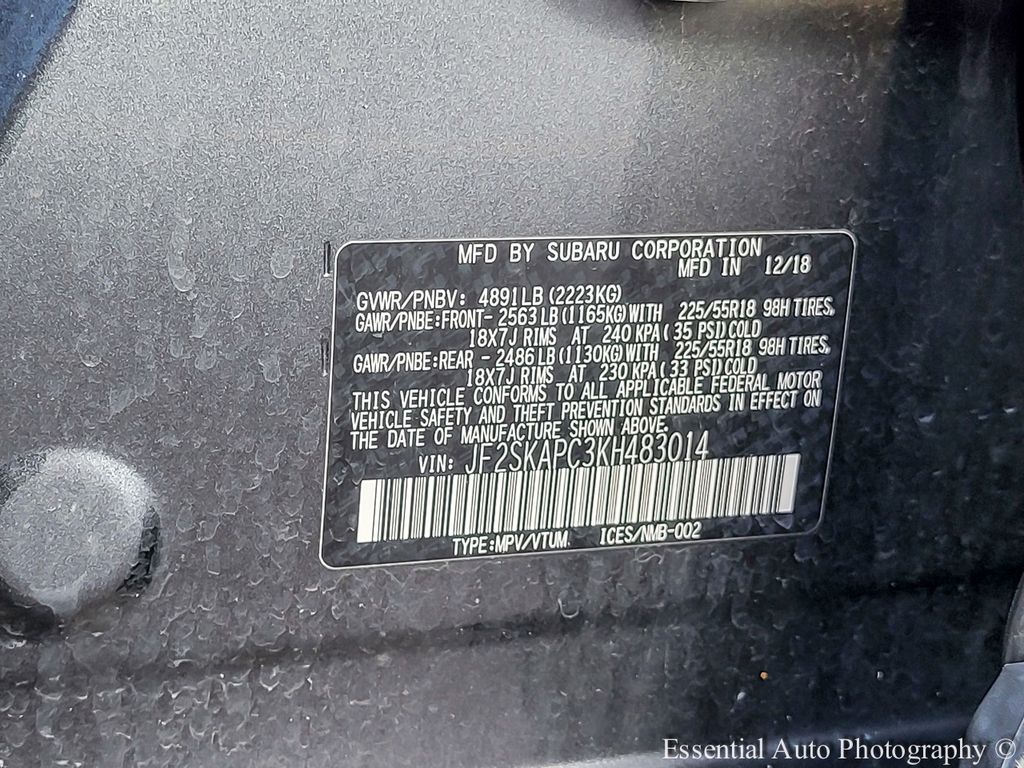 MFD BY SUBARU CORPORATION
MFD IN 12/18
GVWR/PNBV: 4891LB (2223KG)
GAWR/PNBE:FRONT- 2563LB (1165KG) WITH 225/55R18 98H TIRES,
18X7J RIMS AT 240 KPA (35 PSI) COLD
GAWR/PNBE:REAR - 2486LB (1130KG) WITH 225/55R18 98H TIRES,
18X7J RIMS AT 230 KPA (33 PSI) COLD
THIS VEHICLE CONFORMS TO ALL APPLICABLE FEDERAL MOTOR
VEHICLE SAFETY AND THEFT PREVENTION STANDARDS IN EFFECT ON
THE DATE OF MANUFACTURE SHOWN ABOVE.
VIN: JF2SKAPC3KH483014
TYPE:MPV/VTUM ICES/NMB-002
Essential Auto Photography ©